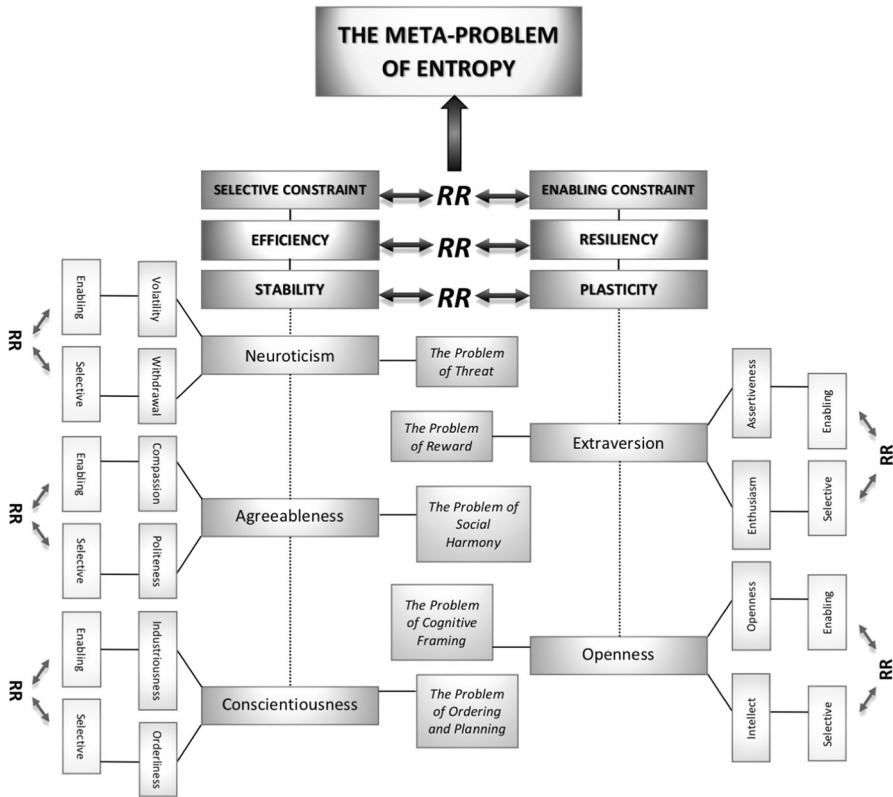 THE META-PROBLEM
OF ENTROPY
SELECTIVE CONSTRAINT
RR
ENABLING CONSTRAINT
EFFICIENCY
RR
RESILIENCY
STABILITY
RR
PLASTICITY
RR
Enabling
Volatility
Selective
Withdrawal
Neuroticism
The Problem
of Threat
RR
Enabling
Compassion
Selective
Politeness
Agreeableness
The Problem of
Social
Harmony
RR
Enabling
Industriousness
Selective
Orderliness
Conscientiousness
The Problem
of Ordering
and Planning
The Problem
of Reward
Extraversion
Assertiveness
Enabling
Enthusiasm
Selective
RR
The Problem
of Cognitive
Framing
Openness
Openness
Enabling
Intellect
Selective
RR